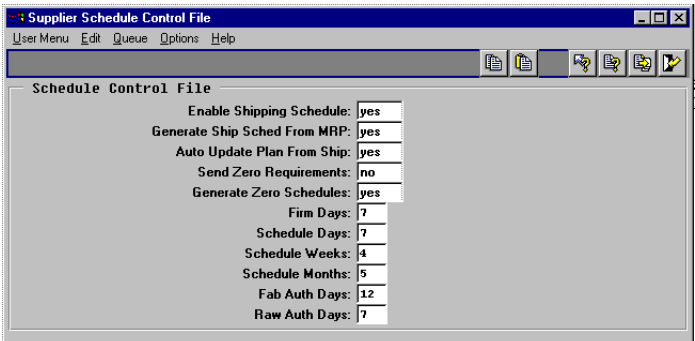 Supplier Schedule Control File
User Menu Edit Queue Options Help
Schedule Control File
Enable Shipping Schedule: yes
Generate Ship Sched From MRP: yes
Auto Update Plan From Ship: yes
Send Zero Requirements: no
Generate Zero Schedules: yes
Firm Days: 7
Schedule Days: 7
Schedule Weeks: 4
Schedule Months: 5
Fab Auth Days: 12
Raw Auth Days: 7